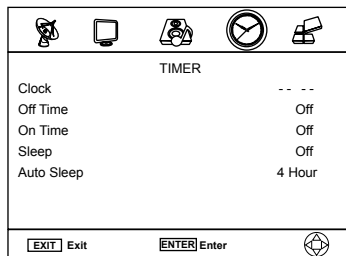 TIMER
Clock -- --
Off Time Off
On Time Off
Sleep Off
Auto Sleep 4 Hour
EXIT Exit ENTER Enter